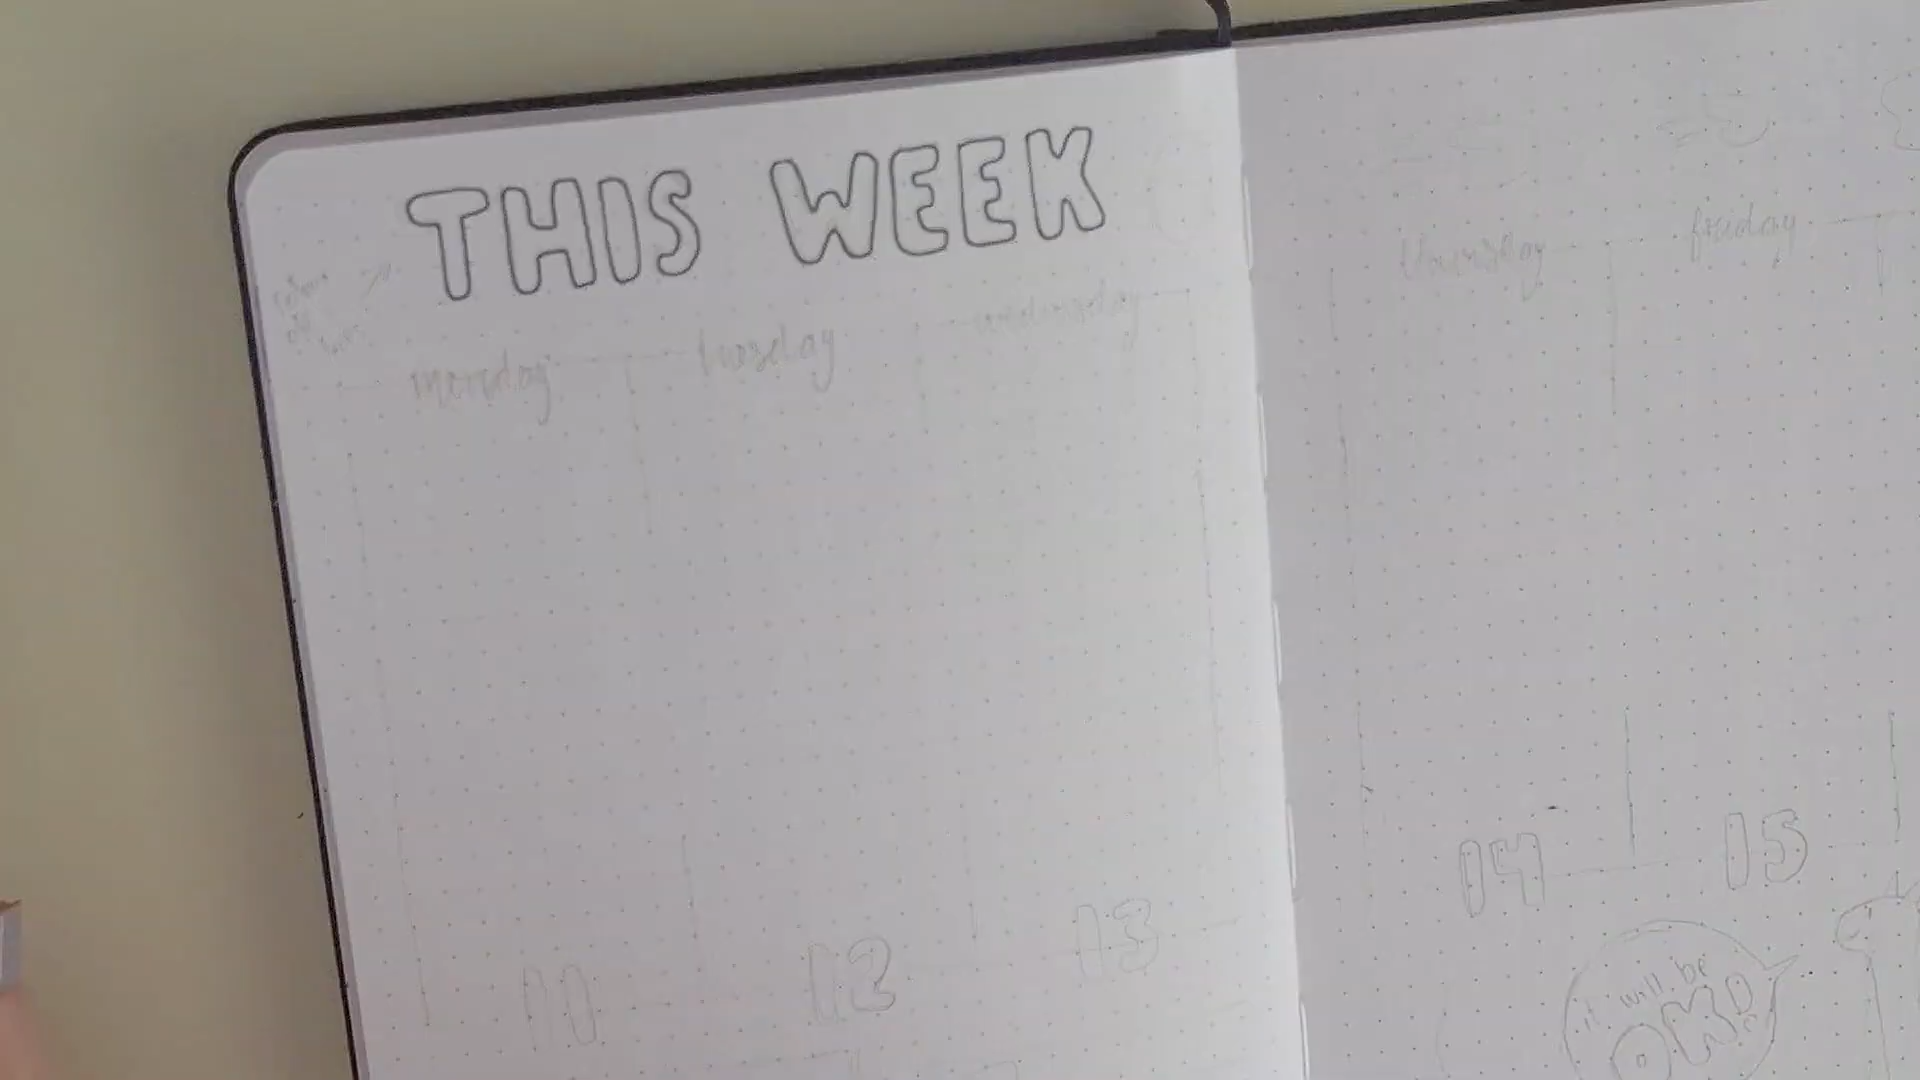 THIS WEEK
monday tuesday wednesday
11 12 13
thursday friday
14 15
it will be
OK!